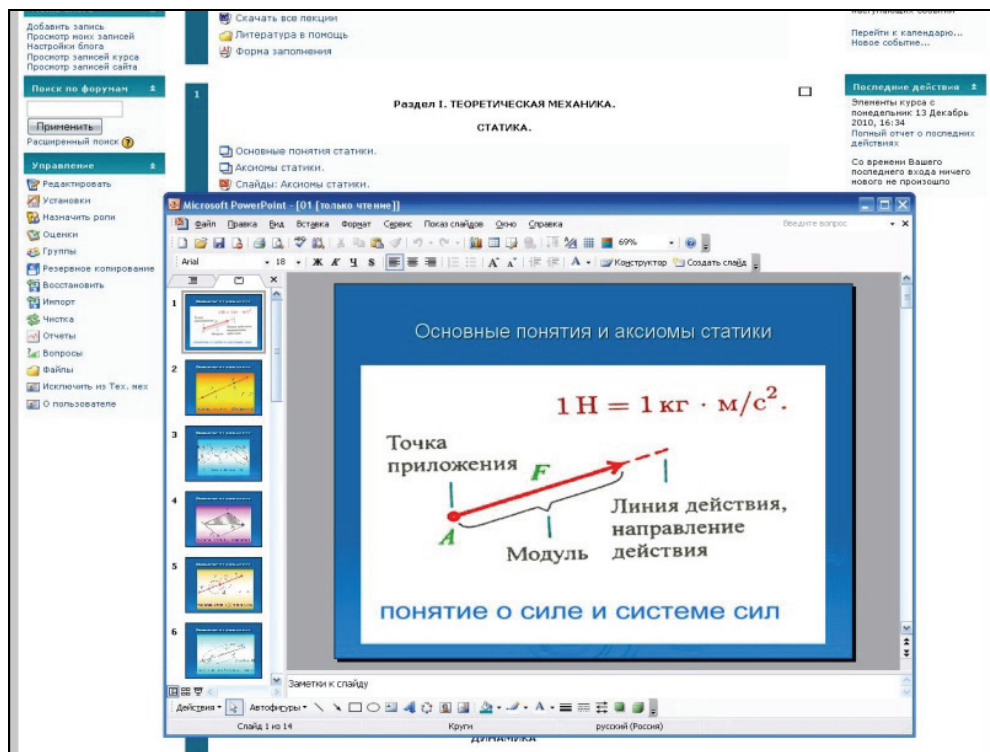 Добавить запись
Просмотр моих записей
Настройки блога
Просмотр записей курса
Просмотр записей сайта
Поиск по форумам
Применить
Расширенный поиск
Управление
Редактировать
Установки
Назначить роли
Оценки
Группы
Резервное копирование
Восстановить
Импорт
Чистка
Отчеты
Вопросы
Файлы
Исключить из Тех. мех
О пользователе
Скачать все лекции
Литература в помощь
Форма заполнения
1
Раздел I. ТЕОРЕТИЧЕСКАЯ МЕХАНИКА.
СТАТИКА.
Основные понятия статики.
Аксиомы статики.
Слайды: Аксиомы статики.
Перейти к календарю...
Новое событие...
Последние действия
Элементы курса с
понедельник 13 Декабрь
2010, 16:34
Полный отчет о последних
действиях
Со времени Вашего
последнего входа ничего
нового не произошло
Microsoft PowerPoint - [01 [только чтение]]
Файл Правка Вид Вставка Формат Сервис Показ слайдов Окно Справка
Введите вопрос
69%
Arial 18 Ж К Ч S Конструктор Создать слайд
1
2
3
4
5
6
Основные понятия и аксиомы статики
1 Н = 1 кг · м/с².
Точка
приложения
F
A
Модуль
Линия действия,
направление
действия
понятие о силе и системе сил
Заметки к слайду
Действия Автофигуры
Слайд 1 из 14 Круги русский (Россия)
ДИНАМИКА